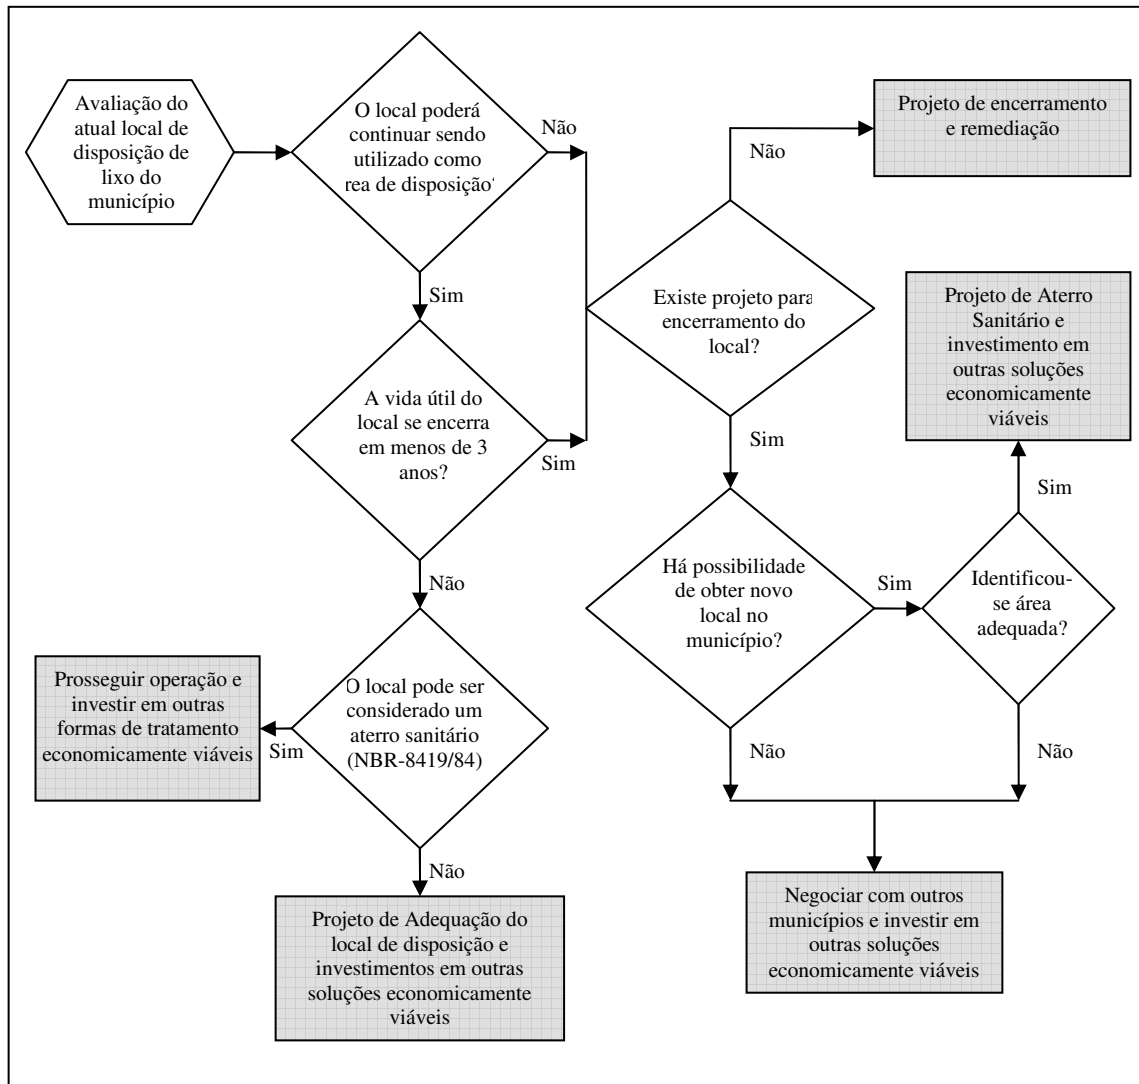 Avaliação do
atual local de
disposição de
lixo do
município
O local poderá
continuar sendo
utilizado como
rea de disposição
Não
Sim
A vida útil do
local se encerra
em menos de 3
anos?
Sim
Não
O local pode ser
considerado um
aterro sanitário
(NBR-8419/84)
Sim
Prosseguir operação e
investir em outras
formas de tratamento
economicamente viáveis
Não
Projeto de Adequação do
local de disposição e
investimentos em outras
soluções economicamente
viáveis
Existe projeto para
encerramento do
local?
Não
Projeto de encerramento
e remediação
Sim
Há possibilidade
de obter novo
local no
município?
Sim
Identificou-
se área
adequada?
Sim
Projeto de Aterro
Sanitário e
investimento em
outras soluções
economicamente
viáveis
Não
Não
Negociar com outros
municípios e investir em
outras soluções
economicamente viáveis